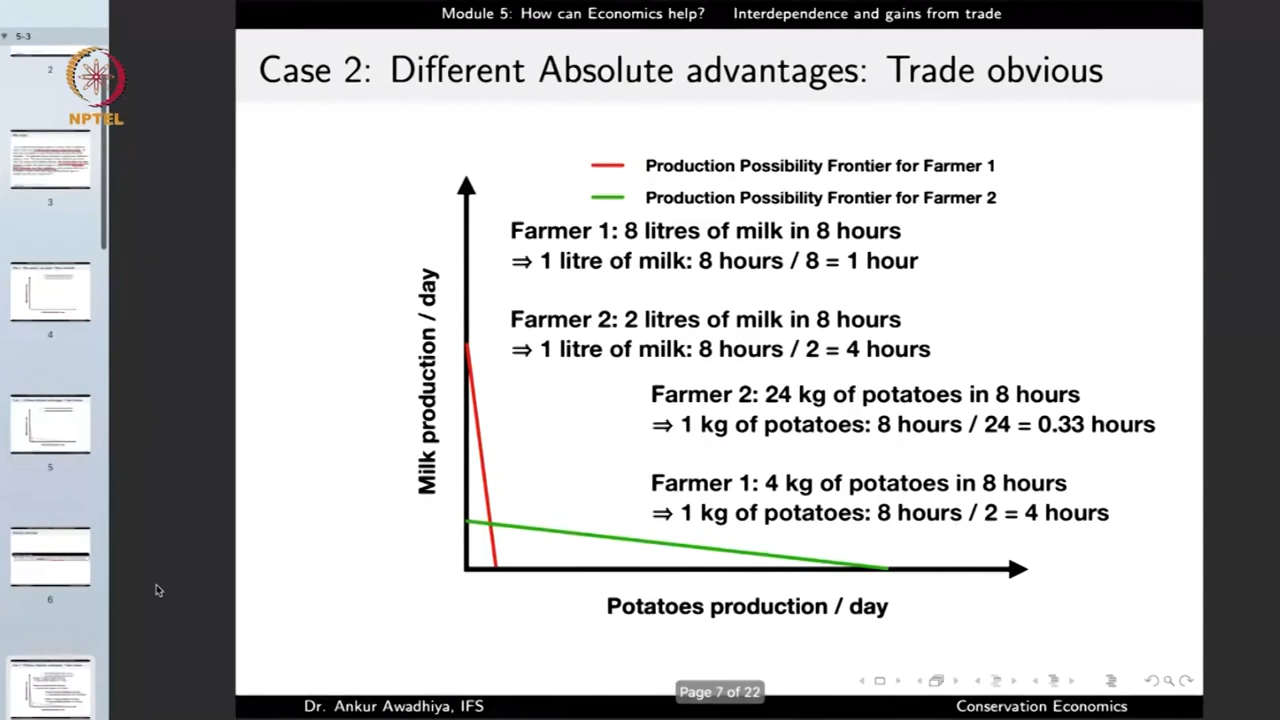 Module 5: How can Economics help? Interdependence and gains from trade
5-3
2
NPTEL
3
4
5
6
Case 2: Different Absolute advantages: Trade obvious
Production Possibility Frontier for Farmer 1
Production Possibility Frontier for Farmer 2
Farmer 1: 8 litres of milk in 8 hours
⇒ 1 litre of milk: 8 hours / 8 = 1 hour
Farmer 2: 2 litres of milk in 8 hours
⇒ 1 litre of milk: 8 hours / 2 = 4 hours
Farmer 2: 24 kg of potatoes in 8 hours
⇒ 1 kg of potatoes: 8 hours / 24 = 0.33 hours
Farmer 1: 4 kg of potatoes in 8 hours
⇒ 1 kg of potatoes: 8 hours / 2 = 4 hours
Milk production / day
Potatoes production / day
Page 7 of 22
Dr. Ankur Awadhiya, IFS Conservation Economics